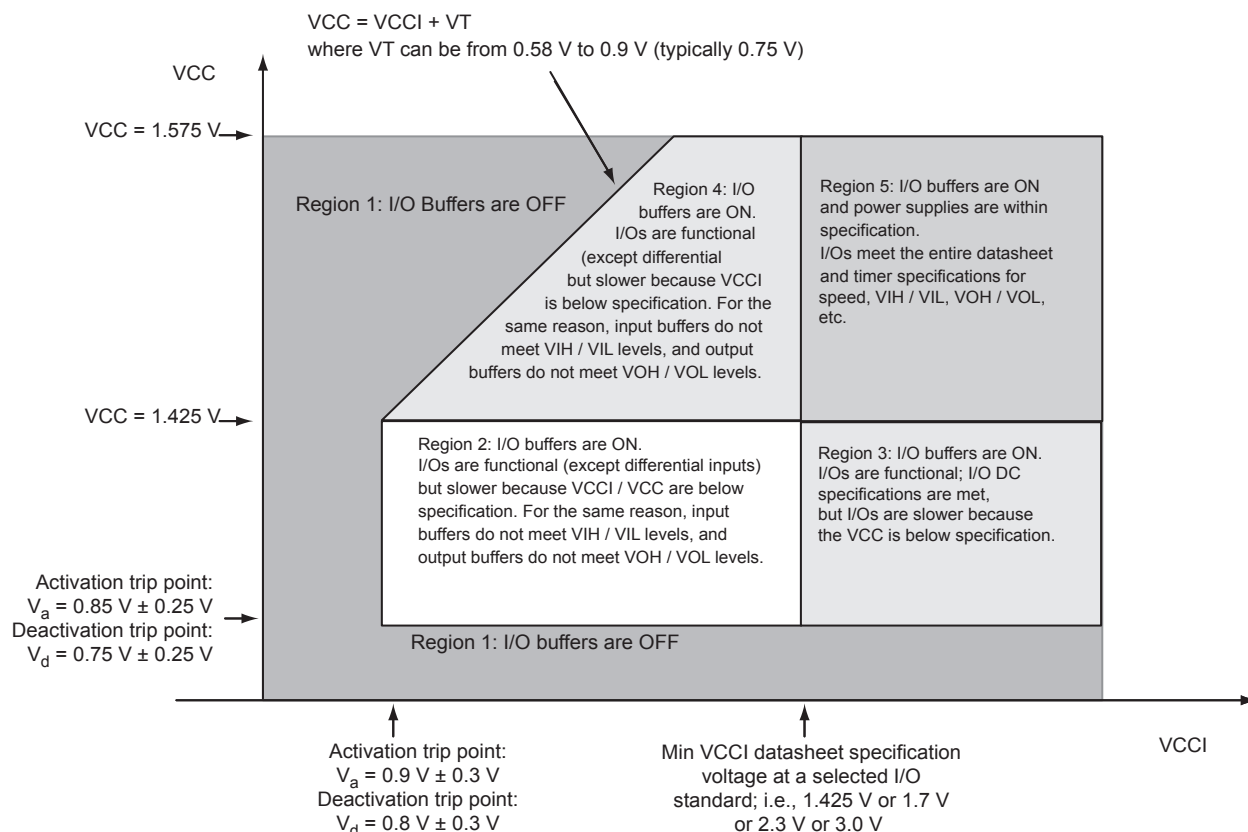 VCC = VCCI + VT
where VT can be from 0.58 V to 0.9 V (typically 0.75 V)
VCC
VCC = 1.575 V
Region 1: I/O Buffers are OFF
Region 4: I/O
buffers are ON.
I/Os are functional
(except differential
but slower because VCCI
is below specification. For the
same reason, input buffers do not
meet VIH / VIL levels, and output
buffers do not meet VOH / VOL levels.
Region 5: I/O buffers are ON
and power supplies are within
specification.
I/Os meet the entire datasheet
and timer specifications for
speed, VIH / VIL, VOH / VOL,
etc.
VCC = 1.425 V
Region 2: I/O buffers are ON.
I/Os are functional (except differential inputs)
but slower because VCCI / VCC are below
specification. For the same reason, input
buffers do not meet VIH / VIL levels, and
output buffers do not meet VOH / VOL levels.
Region 3: I/O buffers are ON.
I/Os are functional; I/O DC
specifications are met,
but I/Os are slower because
the VCC is below specification.
Activation trip point:
Va = 0.85 V ± 0.25 V
Deactivation trip point:
Vd = 0.75 V ± 0.25 V
Region 1: I/O buffers are OFF
Activation trip point:
Va = 0.9 V ± 0.3 V
Deactivation trip point:
Vd = 0.8 V ± 0.3 V
Min VCCI datasheet specification
voltage at a selected I/O
standard; i.e., 1.425 V or 1.7 V
or 2.3 V or 3.0 V
VCCI